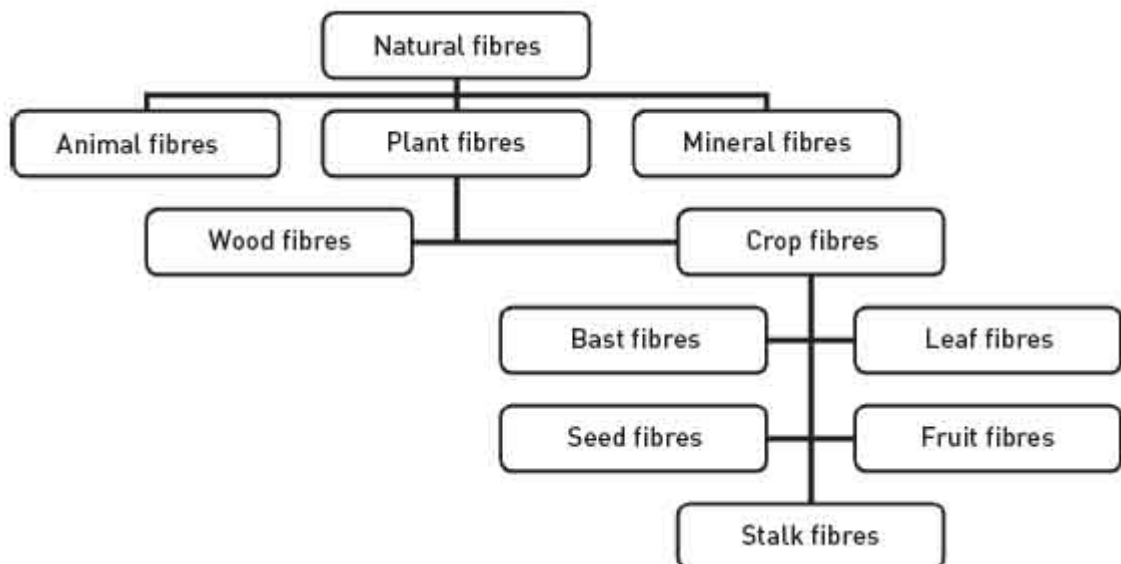 Natural fibres
Animal fibres
Plant fibres
Mineral fibres
Wood fibres
Crop fibres
Bast fibres
Leaf fibres
Seed fibres
Fruit fibres
Stalk fibres